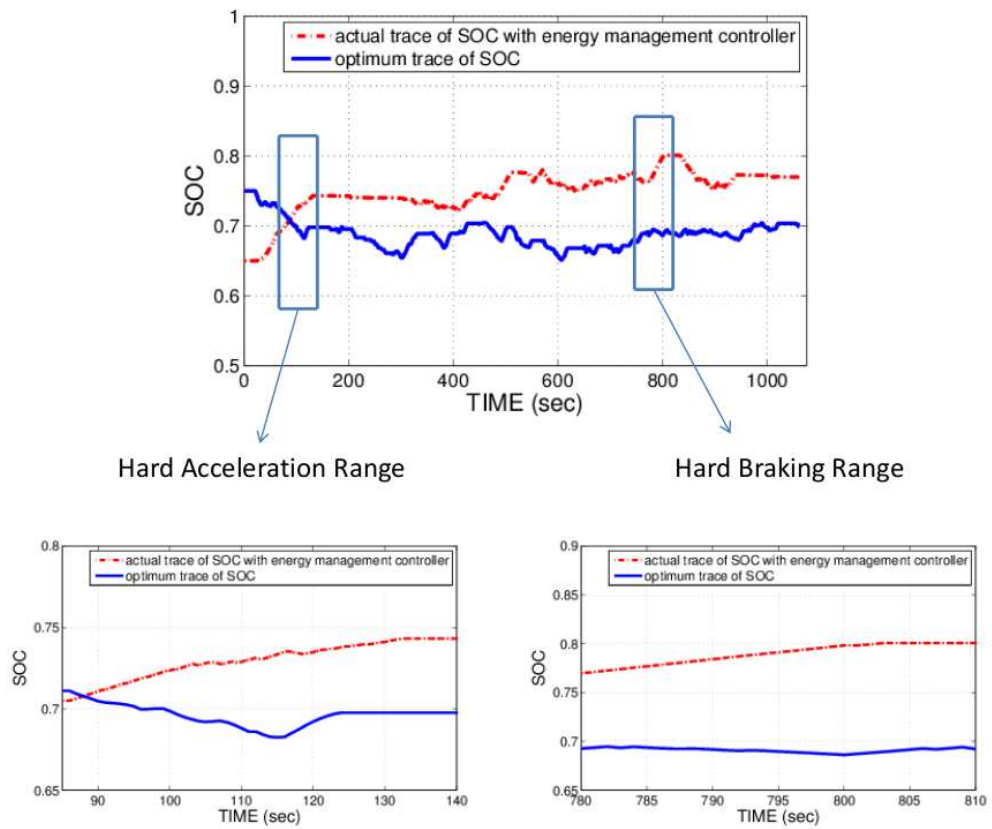 1
actual trace of SOC with energy management controller
optimum trace of SOC
0.9
0.8
SOC
0.7
0.6
0.5
0 200 400 600 800 1000
TIME (sec)
Hard Acceleration Range
Hard Braking Range
0.8
actual trace of SOC with energy management controller
optimum trace of SOC
0.75
SOC
0.7
0.65
90 100 110 120 130 140
TIME (sec)
0.9
actual trace of SOC with energy management controller
optimum trace of SOC
0.85
0.8
SOC
0.75
0.7
0.65
780 785 790 795 800 805 810
TIME (sec)